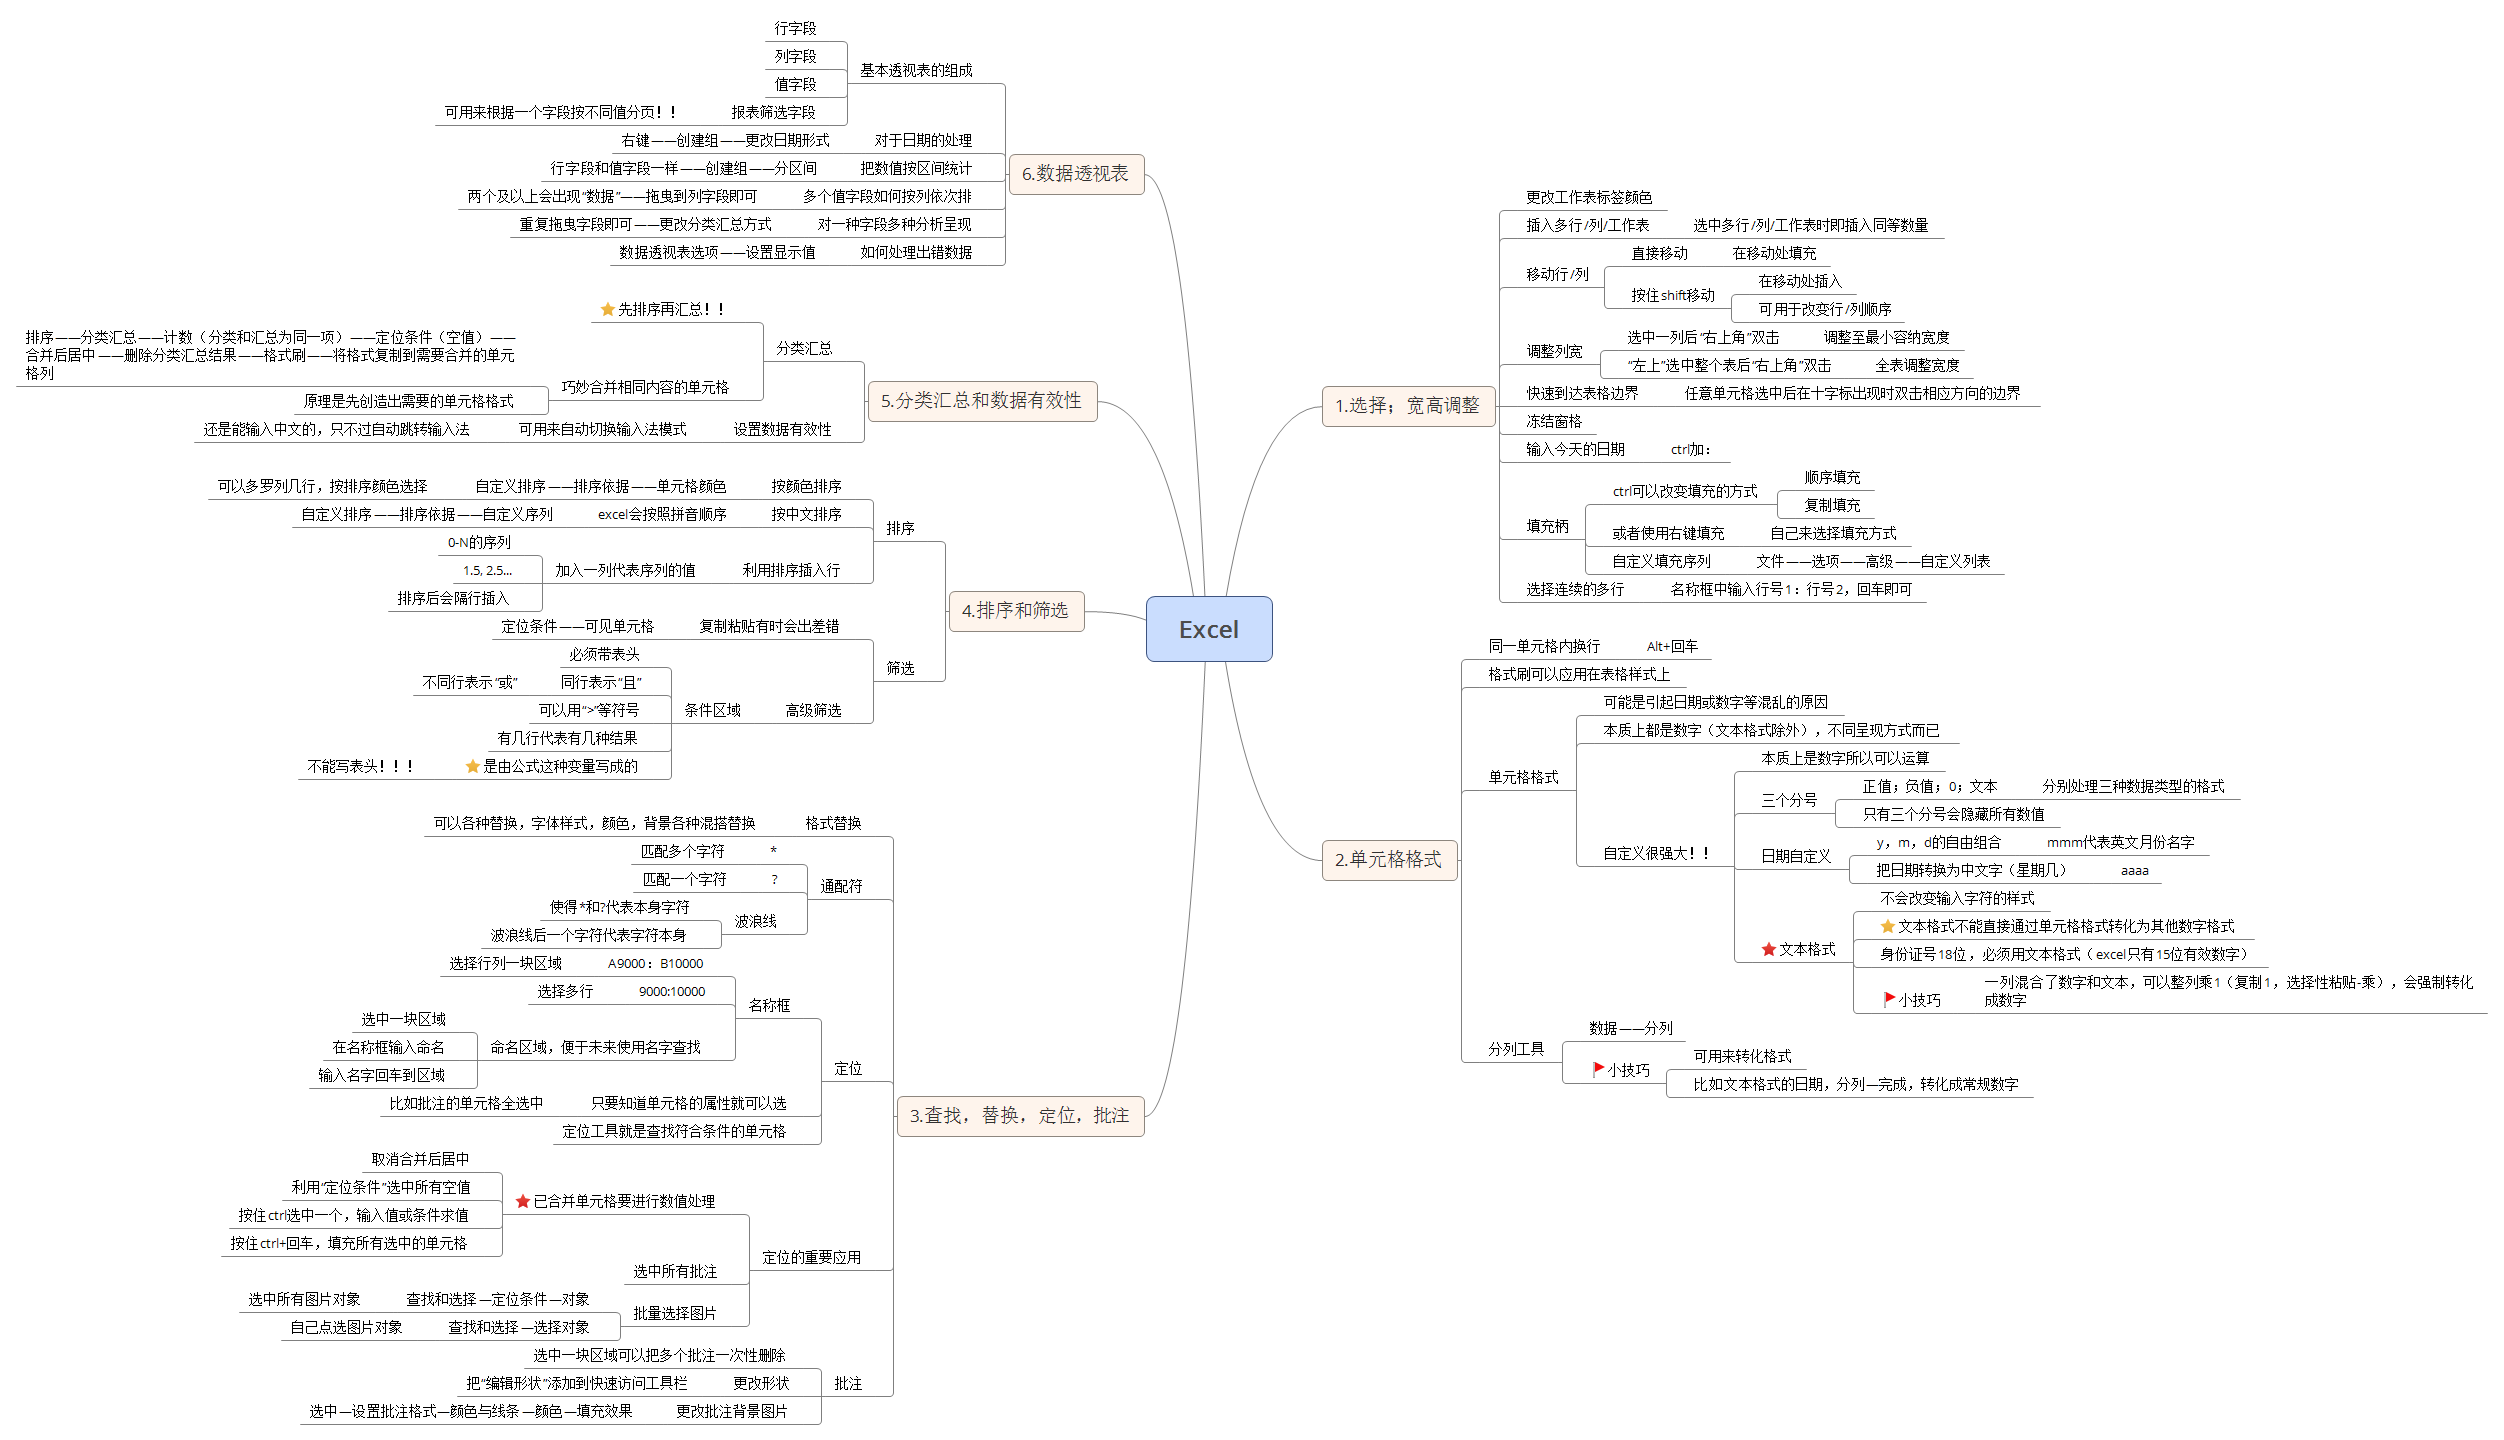 Excel
1.选择；宽高调整
更改工作表标签颜色
插入多行/列/工作表
选中多行/列/工作表时即插入同等数量
移动行/列
直接移动
在移动处填充
按住shift移动
在移动处插入
可用于改变行/列顺序
调整列宽
选中一列后“右上角”双击
调整至最小容纳宽度
“左上”选中整个表后“右上角”双击
全表调整宽度
快速到达表格边界
任意单元格选中后在十字标出现时双击相应方向的边界
冻结窗格
输入今天的日期
ctrl加：
填充柄
ctrl可以改变填充的方式
顺序填充
复制填充
或者使用右键填充
自己来选择填充方式
自定义填充序列
文件——选项——高级——自定义列表
选择连续的多行
名称框中输入行号1：行号2，回车即可
2.单元格格式
同一单元格内换行
Alt+回车
格式刷可以应用在表格样式上
单元格格式
可能是引起日期或数字等混乱的原因
本质上都是数字（文本格式除外），不同呈现方式而已
自定义很强大！！
本质上是数字所以可以运算
三个分号
正值；负值；0；文本
分别处理三种数据类型的格式
只有三个分号会隐藏所有数值
日期自定义
y，m，d的自由组合
mmm代表英文月份名字
把日期转换为中文字（星期几）
aaaa
文本格式
不会改变输入字符的样式
文本格式不能直接通过单元格格式转化为其他数字格式
身份证号18位，必须用文本格式（excel只有15位有效数字）
小技巧
一列混合了数字和文本，可以整列乘1（复制1，选择性粘贴-乘），会强制转化
成数字
分列工具
数据——分列
小技巧
可用来转化格式
比如文本格式的日期，分列—完成，转化成常规数字
3.查找，替换，定位，批注
格式替换
可以各种替换，字体样式，颜色，背景各种混搭替换
通配符
*
匹配多个字符
?
匹配一个字符
波浪线
使得*和?代表本身字符
波浪线后一个字符代表字符本身
定位
名称框
A9000：B10000
选择行列一块区域
9000:10000
选择多行
命名区域，便于未来使用名字查找
选中一块区域
在名称框输入命名
输入名字回车到区域
只要知道单元格的属性就可以选
比如批注的单元格全选中
定位工具就是查找符合条件的单元格
定位的重要应用
已合并单元格要进行数值处理
取消合并后居中
利用“定位条件”选中所有空值
按住ctrl选中一个，输入值或条件求值
按住ctrl+回车，填充所有选中的单元格
选中所有批注
批量选择图片
查找和选择—定位条件—对象
选中所有图片对象
查找和选择—选择对象
自己点选图片对象
批注
选中一块区域可以把多个批注一次性删除
更改形状
把“编辑形状”添加到快速访问工具栏
更改批注背景图片
选中—设置批注格式—颜色与线条—颜色—填充效果
4.排序和筛选
排序
按颜色排序
自定义排序——排序依据——单元格颜色
可以多罗列几行，按排序颜色选择
按中文排序
excel会按照拼音顺序
自定义排序——排序依据——自定义序列
利用排序插入行
加入一列代表序列的值
0-N的序列
1.5, 2.5...
排序后会隔行插入
筛选
复制粘贴有时会出差错
定位条件——可见单元格
高级筛选
条件区域
必须带表头
同行表示“且”
不同行表示“或”
可以用“>”等符号
有几行代表有几种结果
是由公式这种变量写成的
不能写表头！！！
5.分类汇总和数据有效性
分类汇总
先排序再汇总！！
巧妙合并相同内容的单元格
排序——分类汇总——计数（分类和汇总为同一项）——定位条件（空值）——
合并后居中——删除分类汇总结果——格式刷——将格式复制到需要合并的单元
格列
原理是先创造出需要的单元格格式
设置数据有效性
可用来自动切换输入法模式
还是能输入中文的，只不过自动跳转输入法
6.数据透视表
基本透视表的组成
行字段
列字段
值字段
报表筛选字段
可用来根据一个字段按不同值分页！！
对于日期的处理
右键——创建组——更改日期形式
把数值按区间统计
行字段和值字段一样——创建组——分区间
多个值字段如何按列依次排
两个及以上会出现“数据”——拖曳到列字段即可
对一种字段多种分析呈现
重复拖曳字段即可——更改分类汇总方式
如何处理出错数据
数据透视表选项——设置显示值